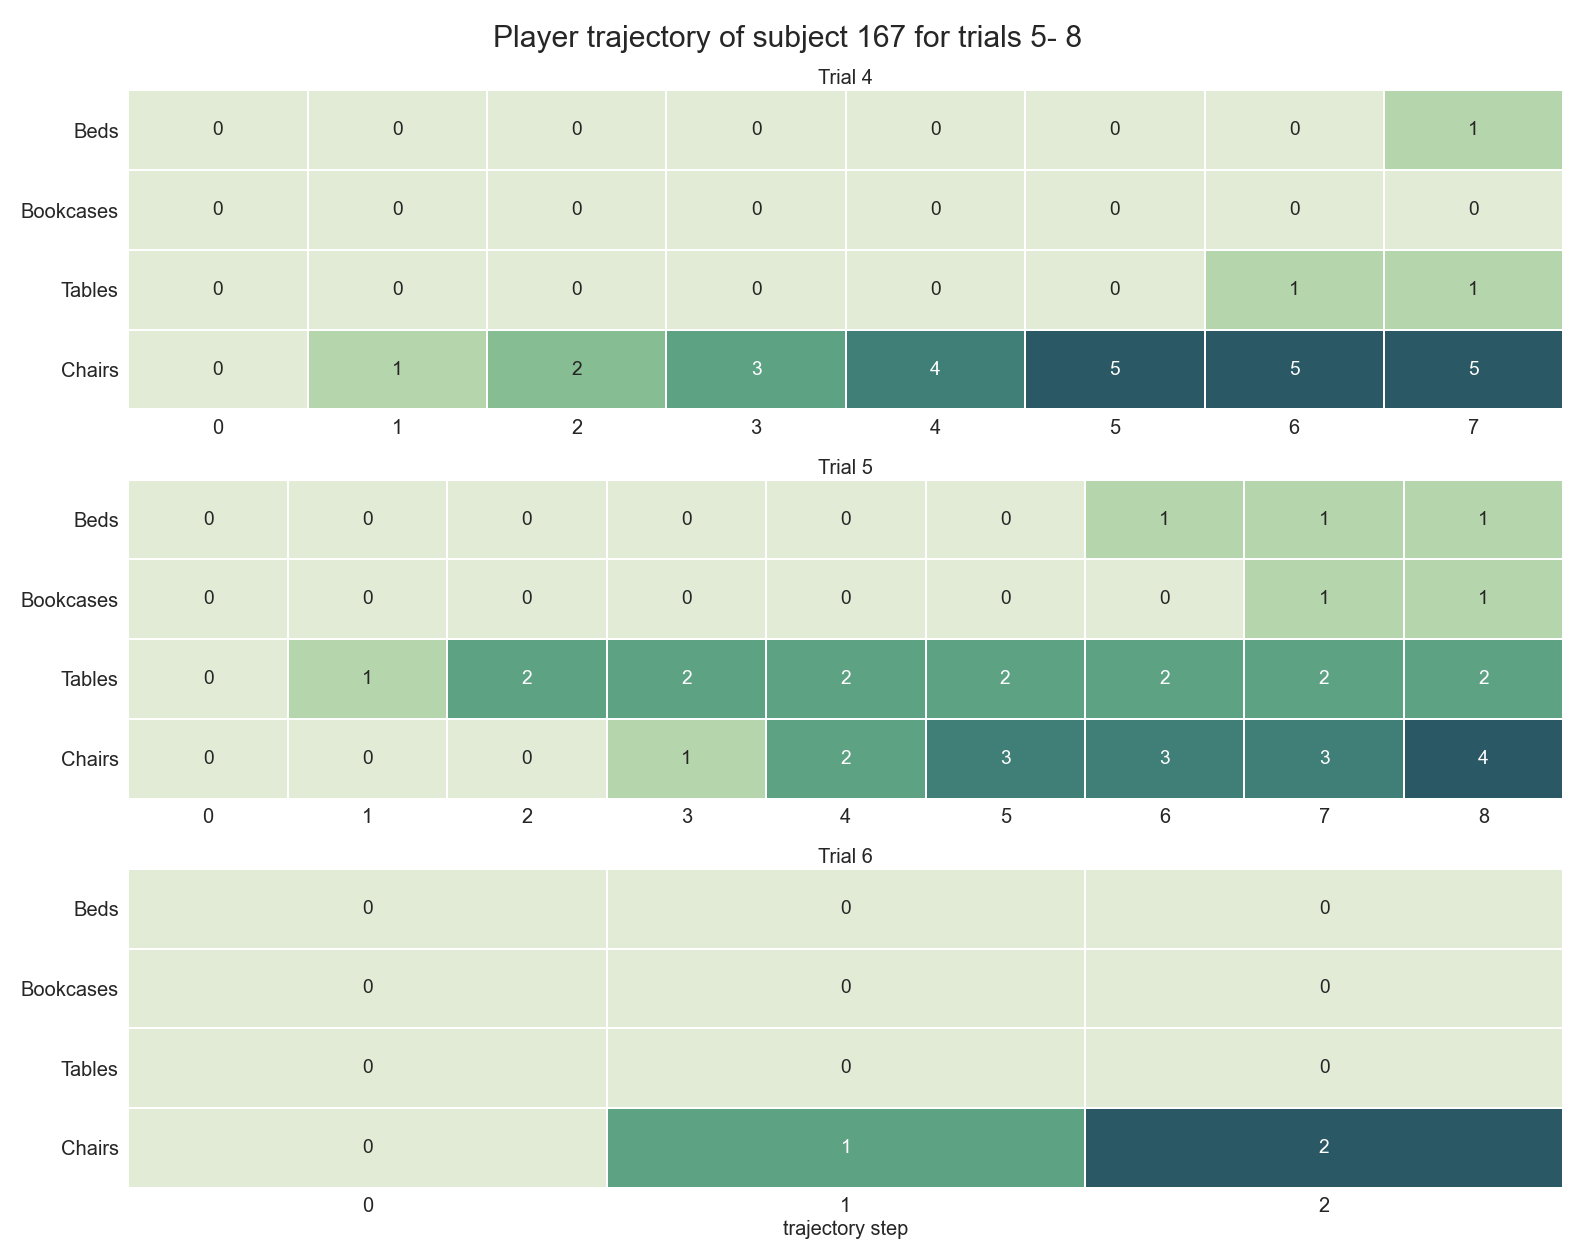 Player trajectory of subject 167 for trials 5- 8
Trial 4
Beds 0 0 0 0 0 0 0 1
Bookcases 0 0 0 0 0 0 0 0
Tables 0 0 0 0 0 0 1 1
Chairs 0 1 2 3 4 5 5 5
0 1 2 3 4 5 6 7
Trial 5
Beds 0 0 0 0 0 0 1 1 1
Bookcases 0 0 0 0 0 0 0 1 1
Tables 0 1 2 2 2 2 2 2 2
Chairs 0 0 0 1 2 3 3 3 4
0 1 2 3 4 5 6 7 8
Trial 6
Beds 0 0 0
Bookcases 0 0 0
Tables 0 0 0
Chairs 0 1 2
0 1 2
trajectory step